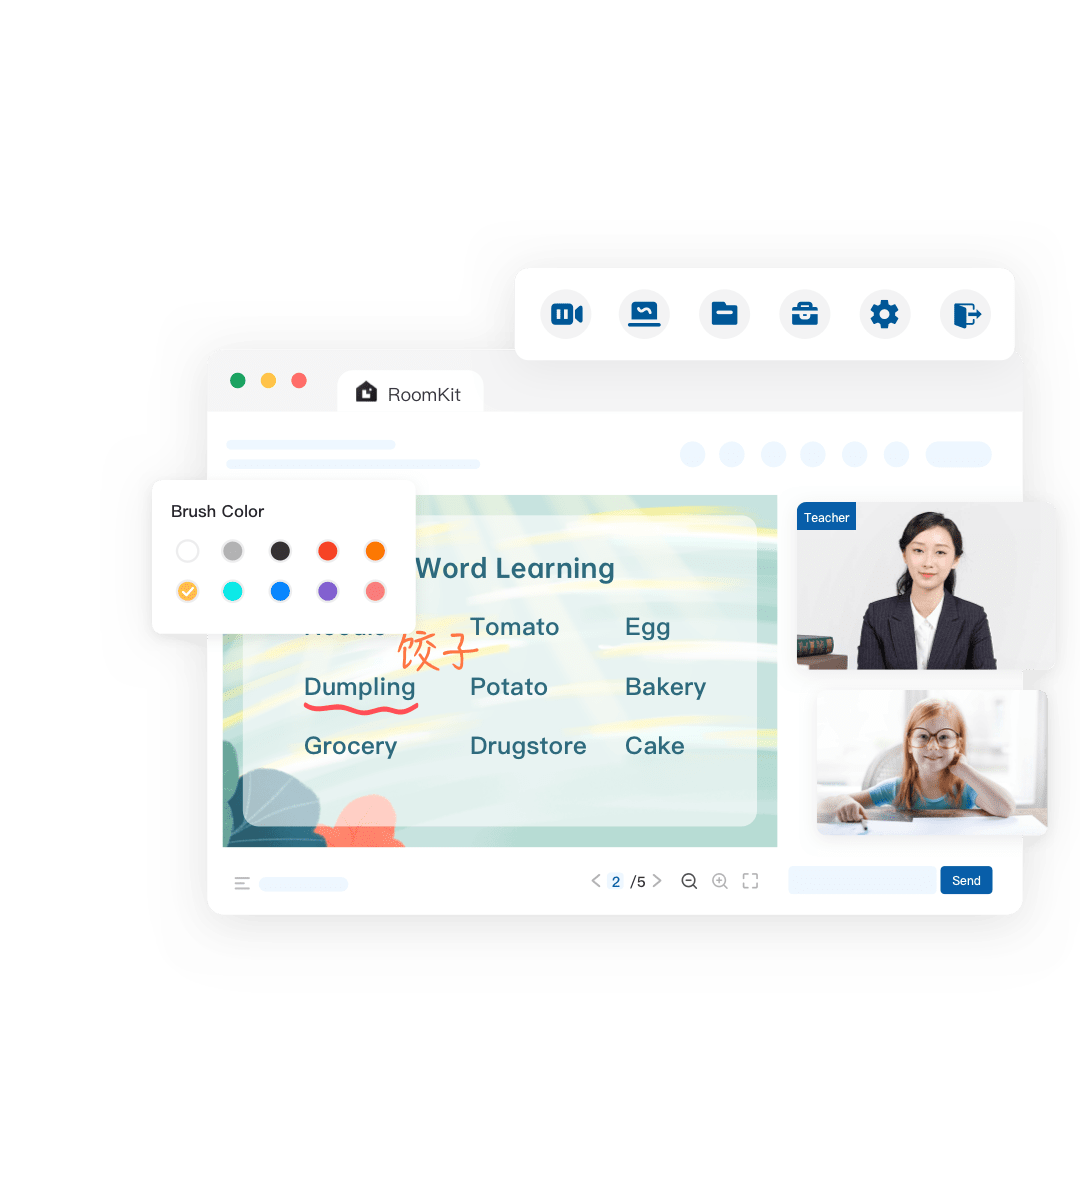 RoomKit
Brush Color
Word Learning
Teacher
Tomato Egg
饺子
Dumpling Potato Bakery
Grocery Drugstore Cake
2 /5
Send